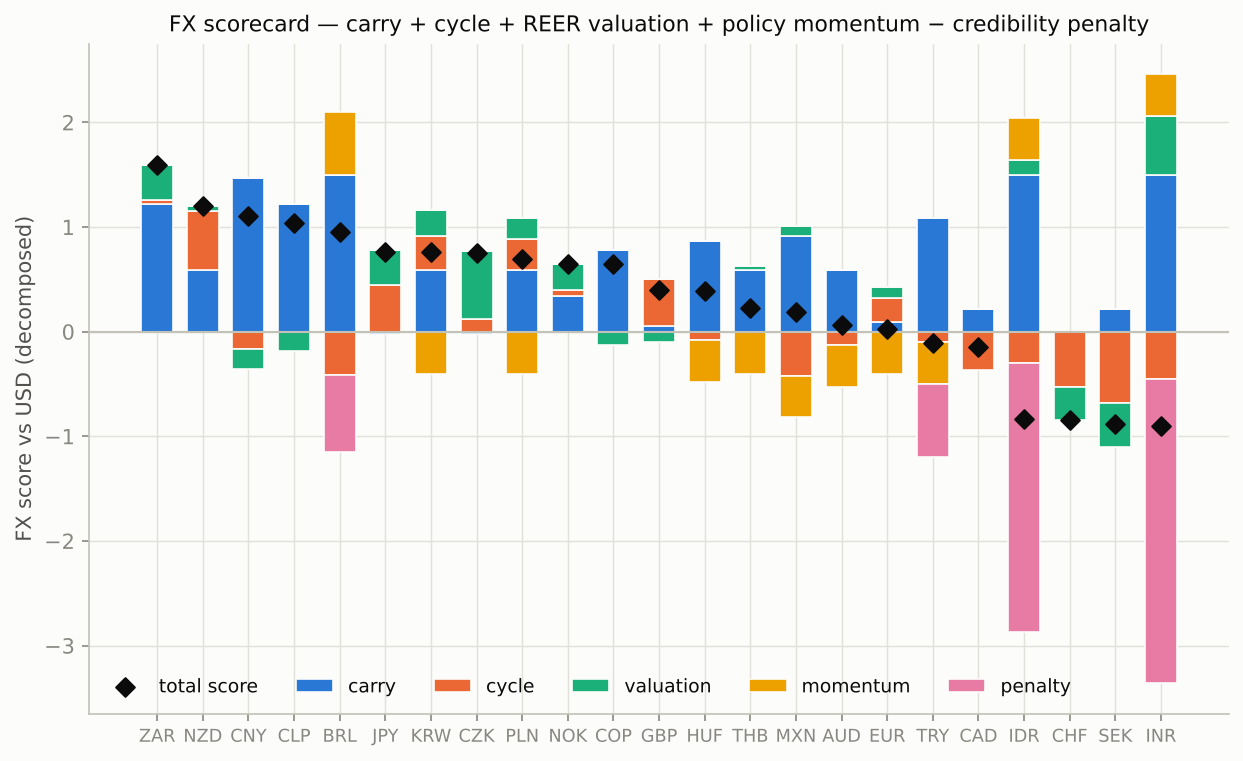 FX scorecard — carry + cycle + REER valuation + policy momentum − credibility penalty
FX score vs USD (decomposed)
2
1
0
−1
−2
−3
total score carry cycle valuation momentum penalty
ZAR NZD CNY CLP BRL JPY KRW CZK PLN NOK COP GBP HUF THB MXN AUD EUR TRY CAD IDR CHF SEK INR